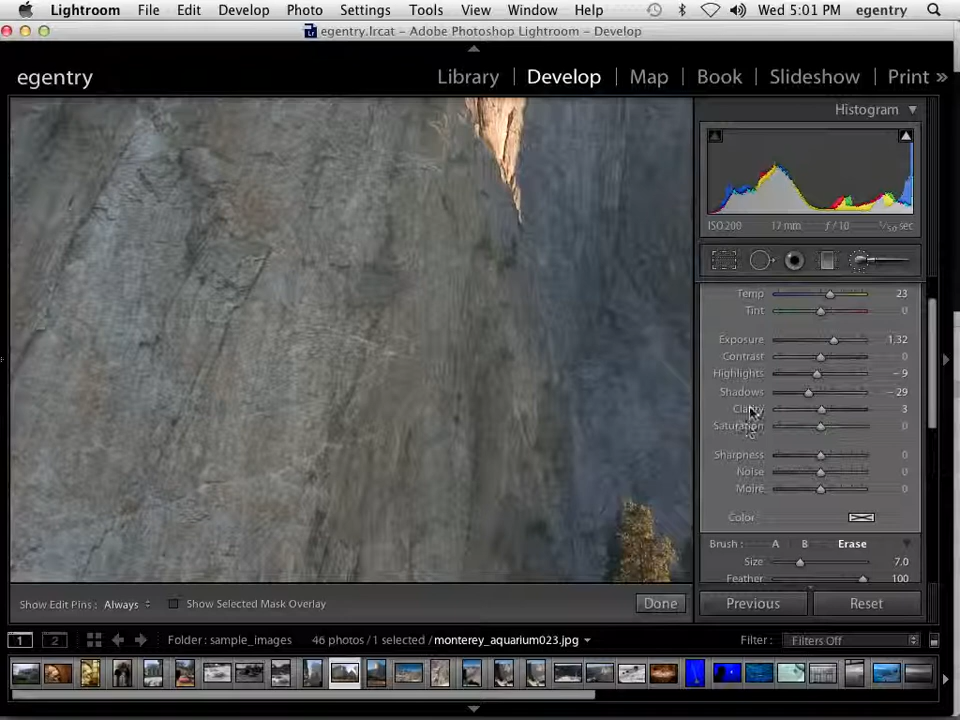 Lightroom File Edit Develop Photo Settings Tools View Window Help Wed 5:01 PM egentry
Lr egentry.lrcat – Adobe Photoshop Lightroom – Develop
egentry Library | Develop | Map | Book | Slideshow | Print »
Histogram
ISO 200 17 mm ƒ / 10 1/50 sec
Temp 23
Tint 0
Exposure 1.32
Contrast 0
Highlights – 9
Shadows – 29
Clarity 3
Saturation 0
Sharpness 0
Noise 0
Moire 0
Color
Brush : A B Erase
Size 7.0
Feather 100
Show Edit Pins : Always Show Selected Mask Overlay Done Previous Reset
1 2 Folder : sample_images 46 photos / 1 selected / monterey_aquarium023.jpg Filter : Filters Off